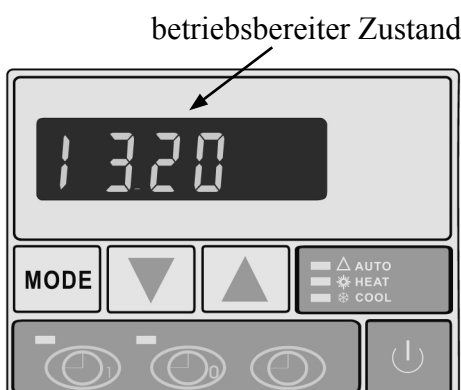 betriebsbereiter Zustand
1 3.20
MODE
AUTO
HEAT
COOL
1
0